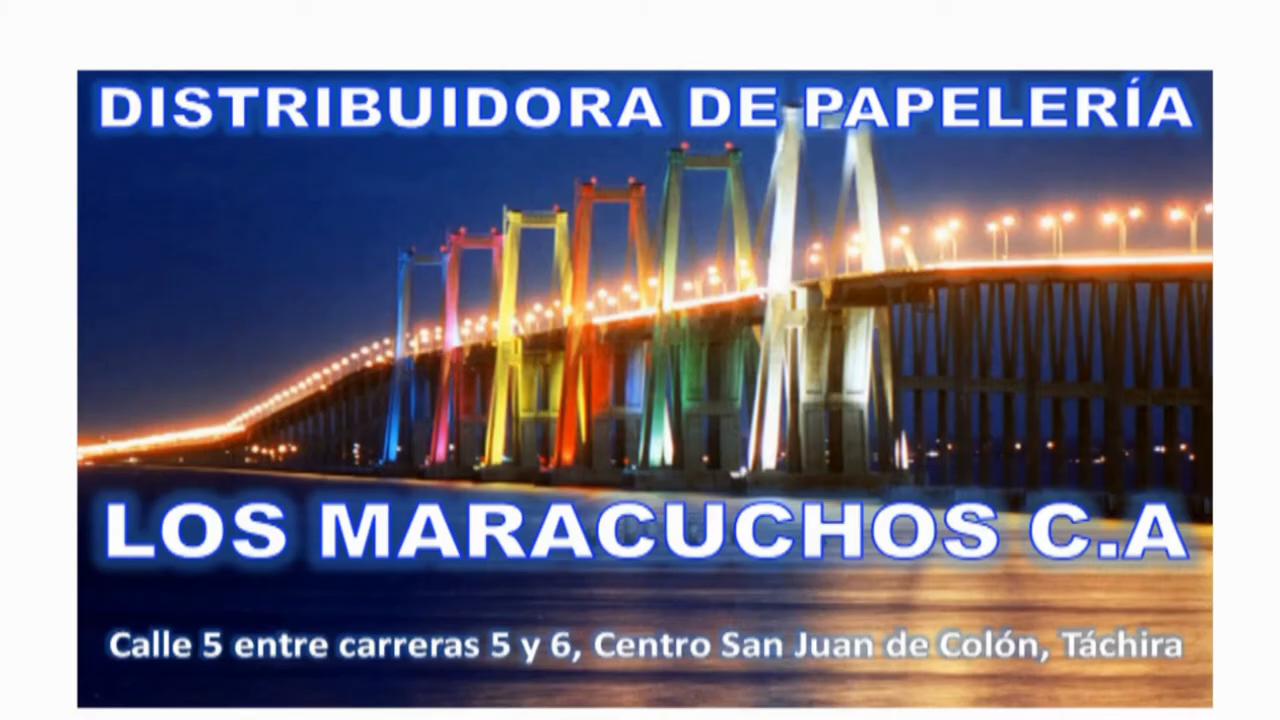 DISTRIBUIDORA DE PAPELERÍA
LOS MARACUCHOS C.A
Calle 5 entre carreras 5 y 6, Centro San Juan de Colón, Táchira